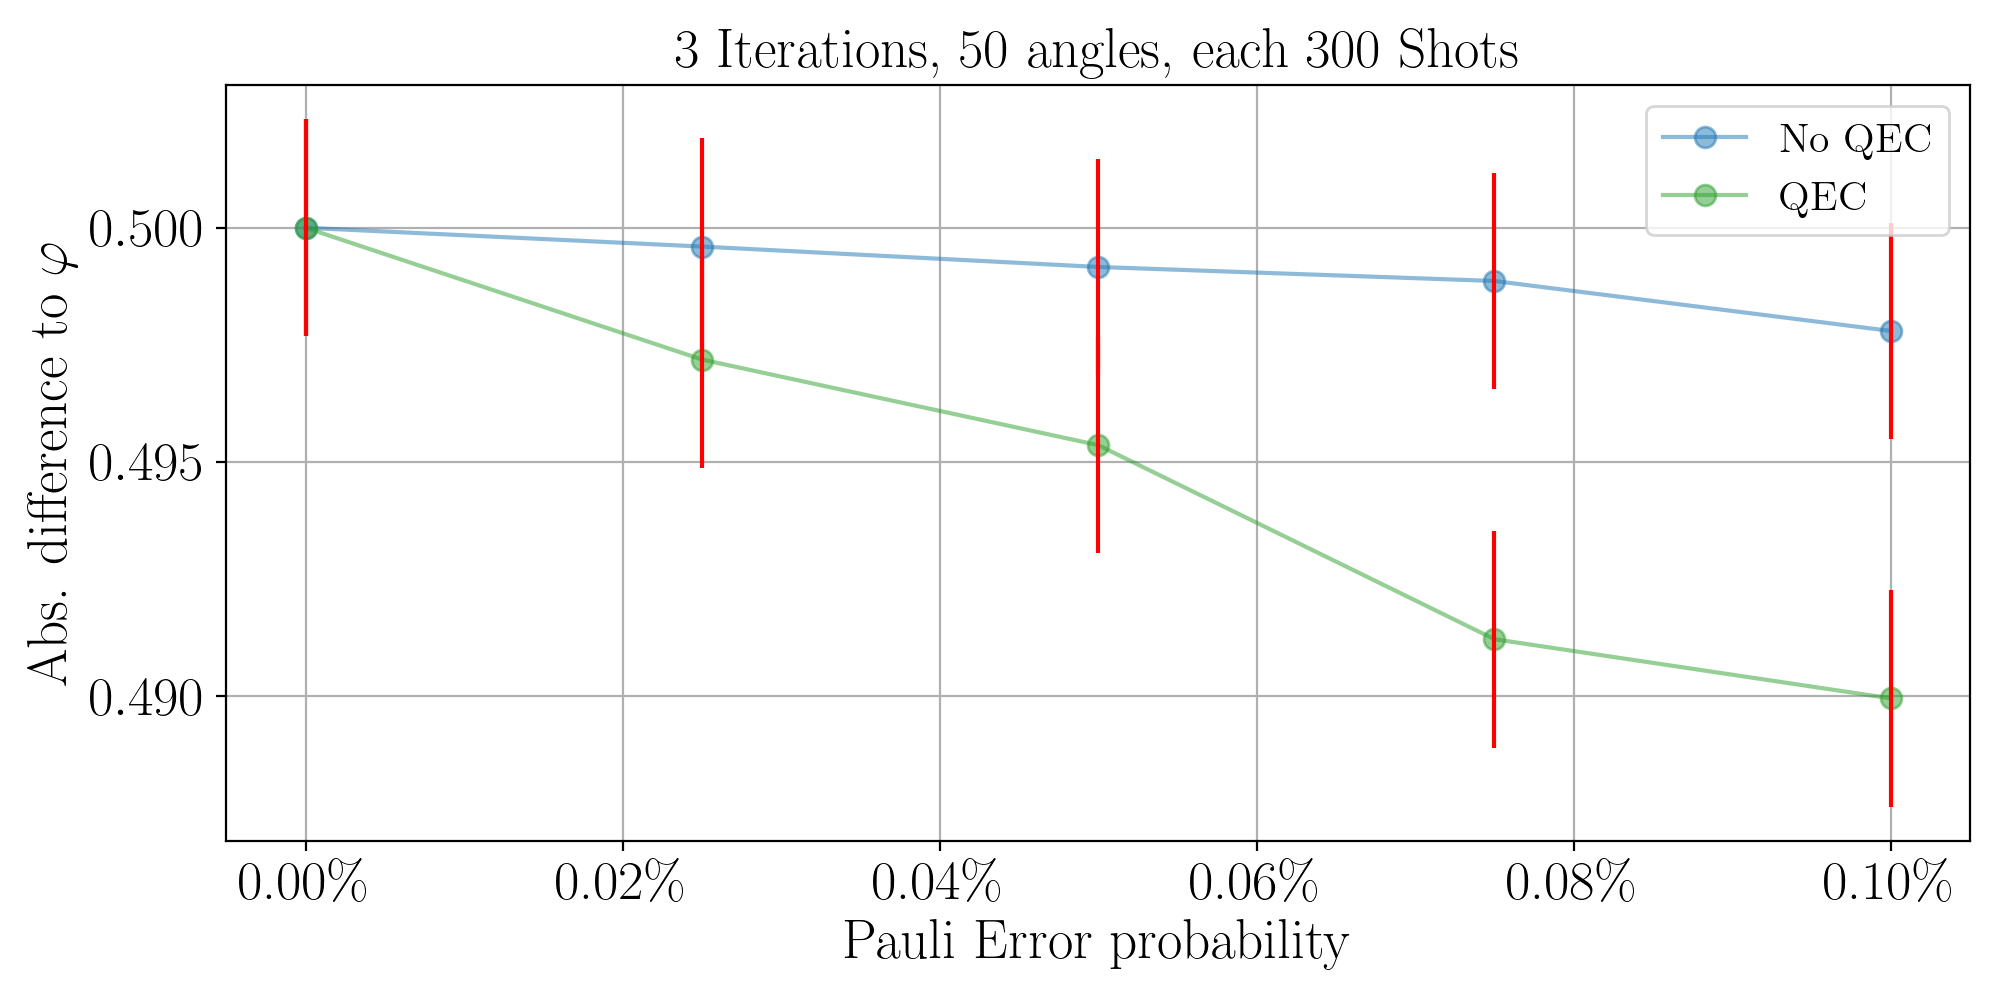 3 Iterations, 50 angles, each 300 Shots
No QEC
QEC
Abs. difference to φ
0.500
0.495
0.490
0.00% 0.02% 0.04% 0.06% 0.08% 0.10%
Pauli Error probability